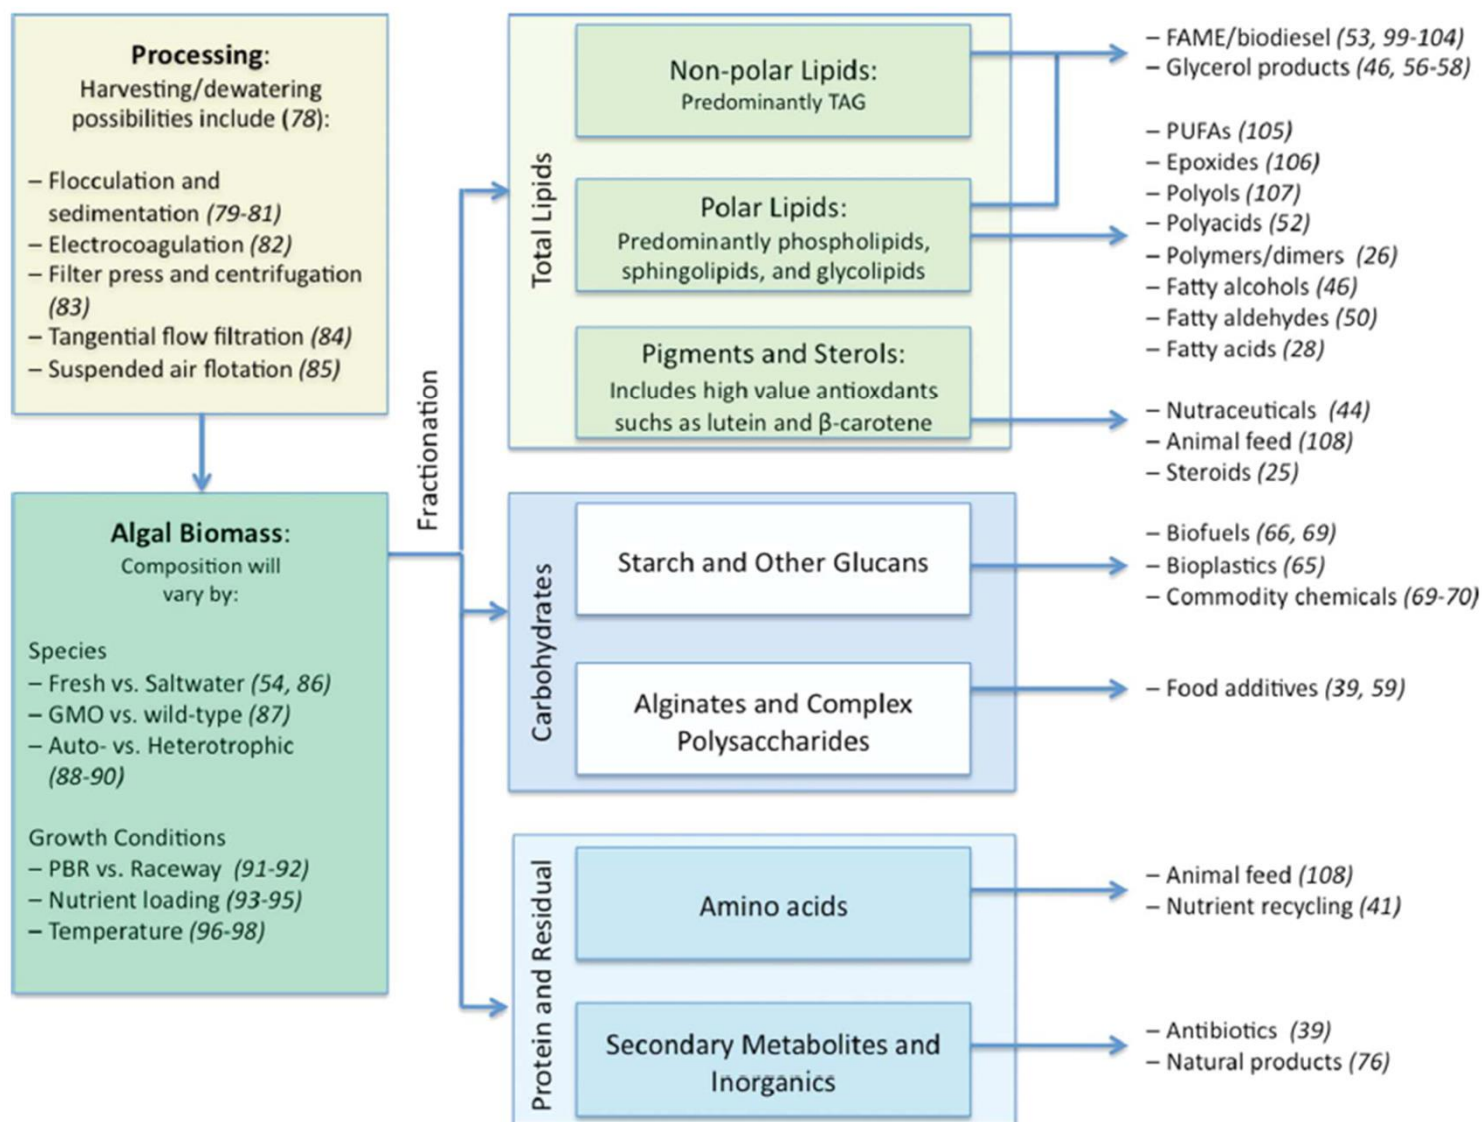 Processing:
Harvesting/dewatering
possibilities include (78):
– Flocculation and
sedimentation (79-81)
– Electrocoagulation (82)
– Filter press and centrifugation
(83)
– Tangential flow filtration (84)
– Suspended air flotation (85)
Algal Biomass:
Composition will
vary by:
Species
– Fresh vs. Saltwater (54, 86)
– GMO vs. wild-type (87)
– Auto- vs. Heterotrophic
(88-90)
Growth Conditions
– PBR vs. Raceway (91-92)
– Nutrient loading (93-95)
– Temperature (96-98)
Fractionation
Total Lipids
Non-polar Lipids:
Predominantly TAG
Polar Lipids:
Predominantly phospholipids,
sphingolipids, and glycolipids
Pigments and Sterols:
Includes high value antioxdants
suchs as lutein and β-carotene
– FAME/biodiesel (53, 99-104)
– Glycerol products (46, 56-58)
– PUFAs (105)
– Epoxides (106)
– Polyols (107)
– Polyacids (52)
– Polymers/dimers (26)
– Fatty alcohols (46)
– Fatty aldehydes (50)
– Fatty acids (28)
– Nutraceuticals (44)
– Animal feed (108)
– Steroids (25)
Carbohydrates
Starch and Other Glucans
Alginates and Complex
Polysaccharides
– Biofuels (66, 69)
– Bioplastics (65)
– Commodity chemicals (69-70)
– Food additives (39, 59)
Protein and Residual
Amino acids
Secondary Metabolites and
Inorganics
– Animal feed (108)
– Nutrient recycling (41)
– Antibiotics (39)
– Natural products (76)